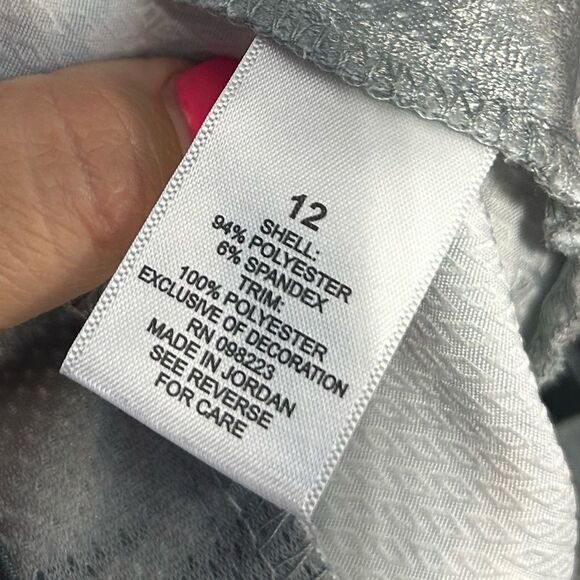 12
SHELL:
94% POLYESTER
6% SPANDEX
TRIM:
100% POLYESTER
EXCLUSIVE OF DECORATION
RN 098223
MADE IN JORDAN
SEE REVERSE
FOR CARE